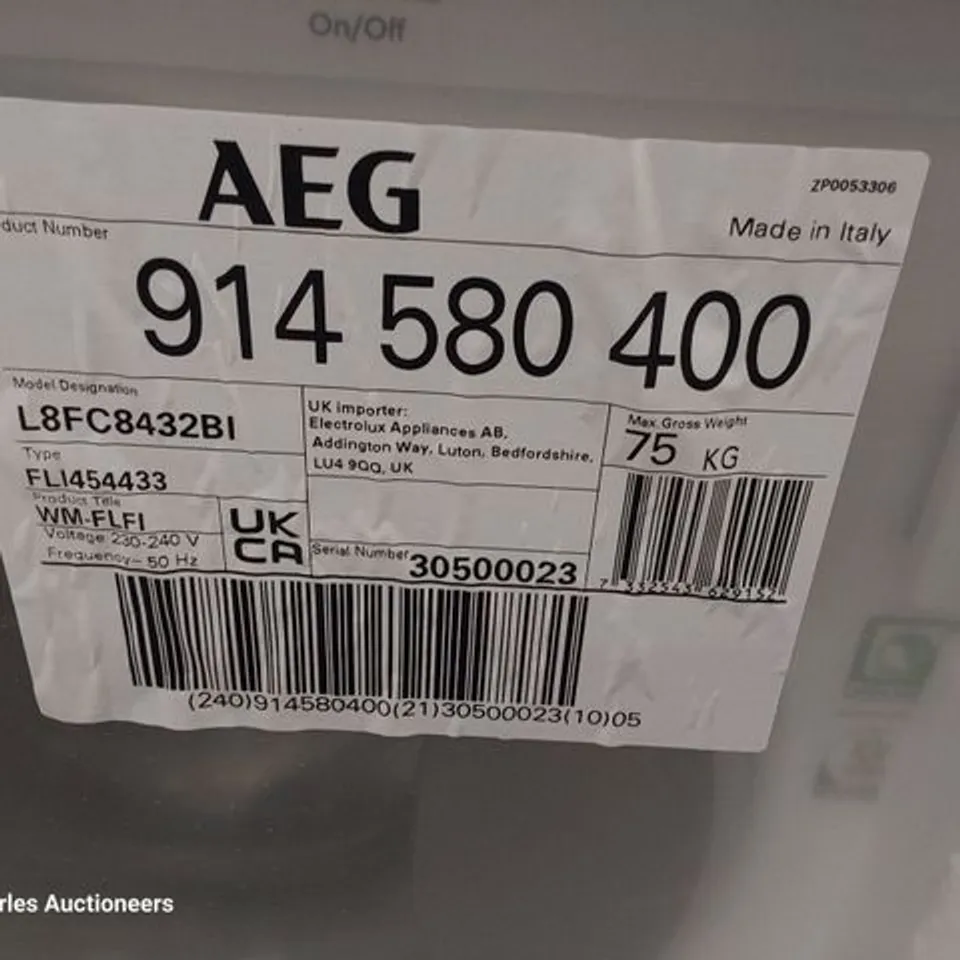 On/Off
AEG
ZP0053306
Made in Italy
duct Number
914 580 400
Model Designation
L8FC8432BI
Type
FLI454433
Product Title
WM-FLFI
Voltage 230-240 V
Frequency~ 50 Hz
UK
CA
UK importer:
Electrolux Appliances AB,
Addington Way, Luton, Bedfordshire,
LU4 9QQ, UK
Serial Number
30500023
Max. Gross Weight
75 KG
7 332543 629132
(240)914580400(21)30500023(10)05
rles Auctioneers